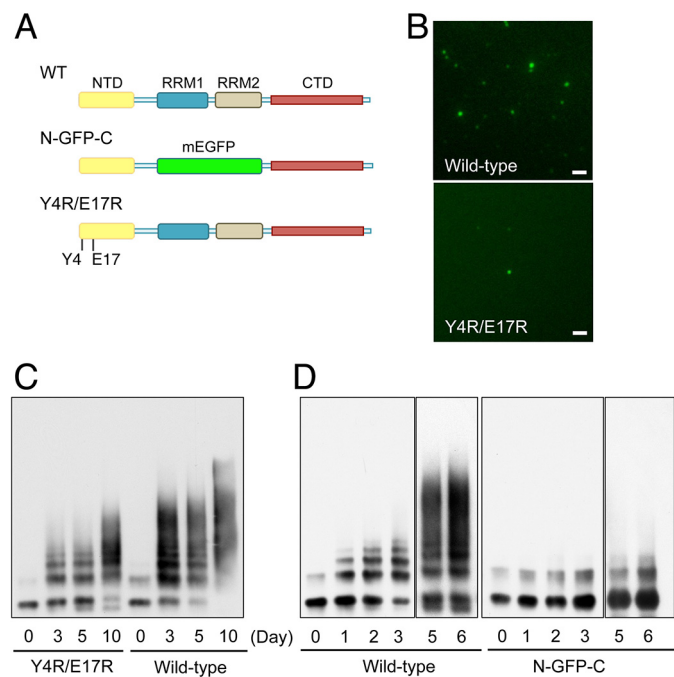 A
WT
NTD RRM1 RRM2 CTD
N-GFP-C
mEGFP
Y4R/E17R
Y4 E17
B
Wild-type
Y4R/E17R
C
0 3 5 10 0 3 5 10 (Day)
Y4R/E17R Wild-type
D
0 1 2 3 5 6 0 1 2 3 5 6
Wild-type N-GFP-C